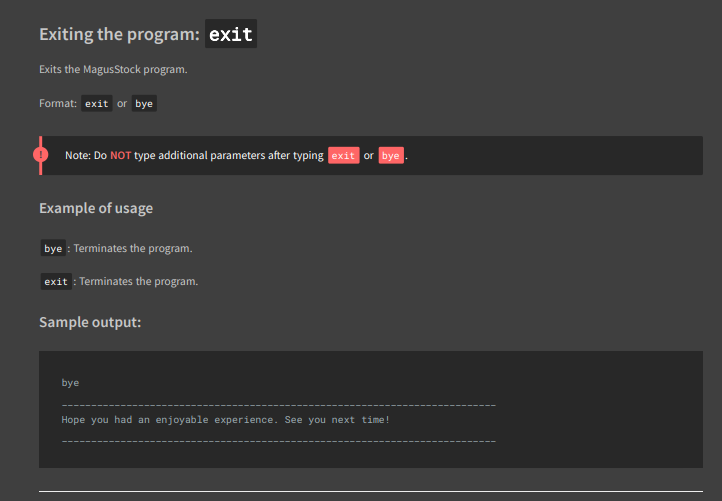 Exiting the program: exit
Exits the MagusStock program.
Format: exit or bye
! Note: Do NOT type additional parameters after typing exit or bye.
Example of usage
bye: Terminates the program.
exit: Terminates the program.
Sample output:
bye
__________________________________________________________________________
Hope you had an enjoyable experience. See you next time!
__________________________________________________________________________